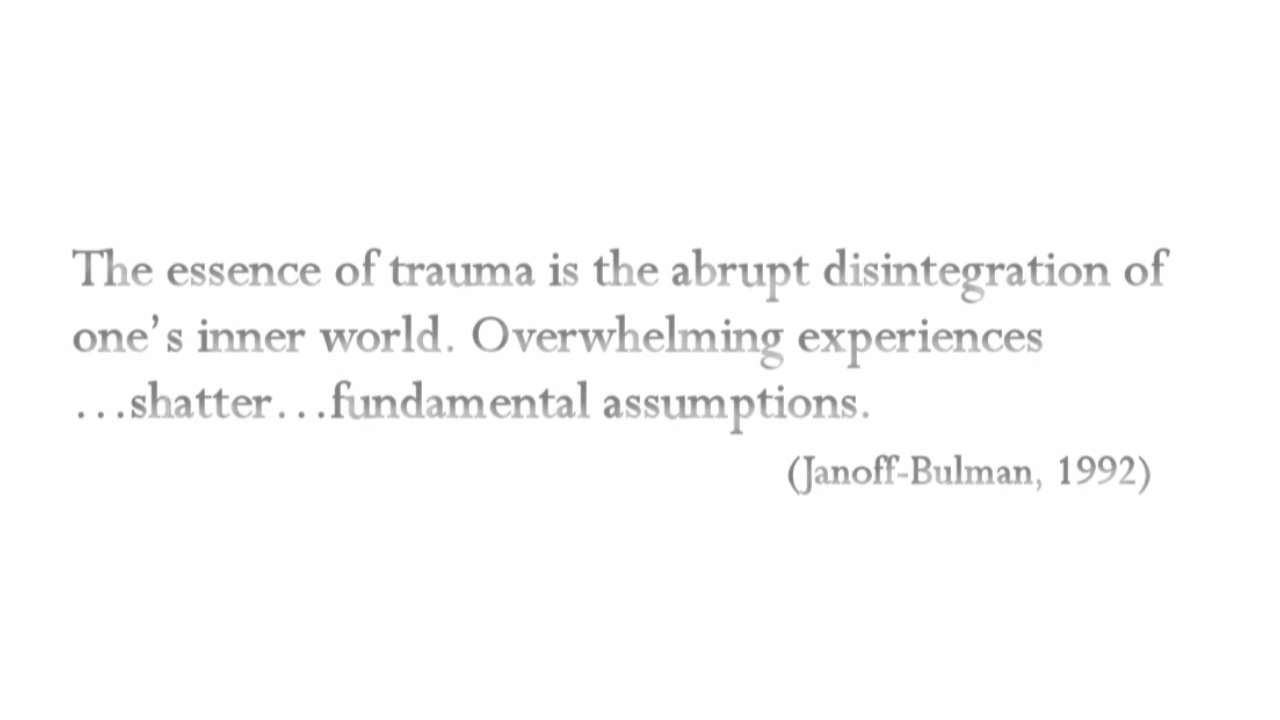 The essence of trauma is the abrupt disintegration of
one’s inner world. Overwhelming experiences
…shatter…fundamental assumptions.
(Janoff-Bulman, 1992)